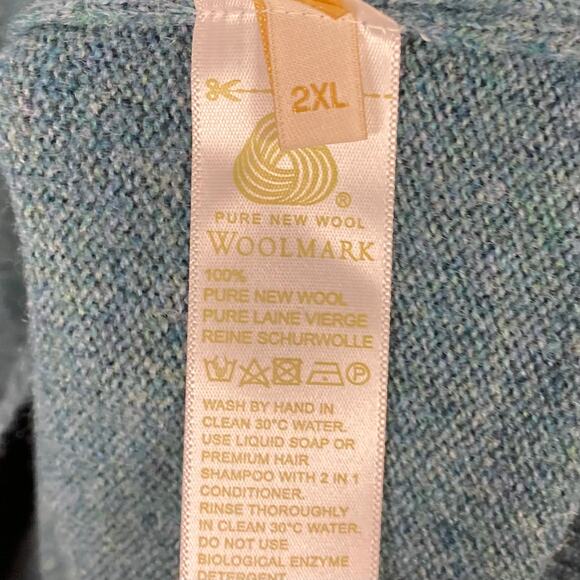 2XL
®
PURE NEW WOOL
WOOLMARK
100%
PURE NEW WOOL
PURE LAINE VIERGE
REINE SCHURWOLLE
P
WASH BY HAND IN
CLEAN 30°C WATER.
USE LIQUID SOAP OR
PREMIUM HAIR
SHAMPOO WITH 2 IN 1
CONDITIONER.
RINSE THOROUGHLY
IN CLEAN 30°C WATER.
DO NOT USE
BIOLOGICAL ENZYME
DETERGENT